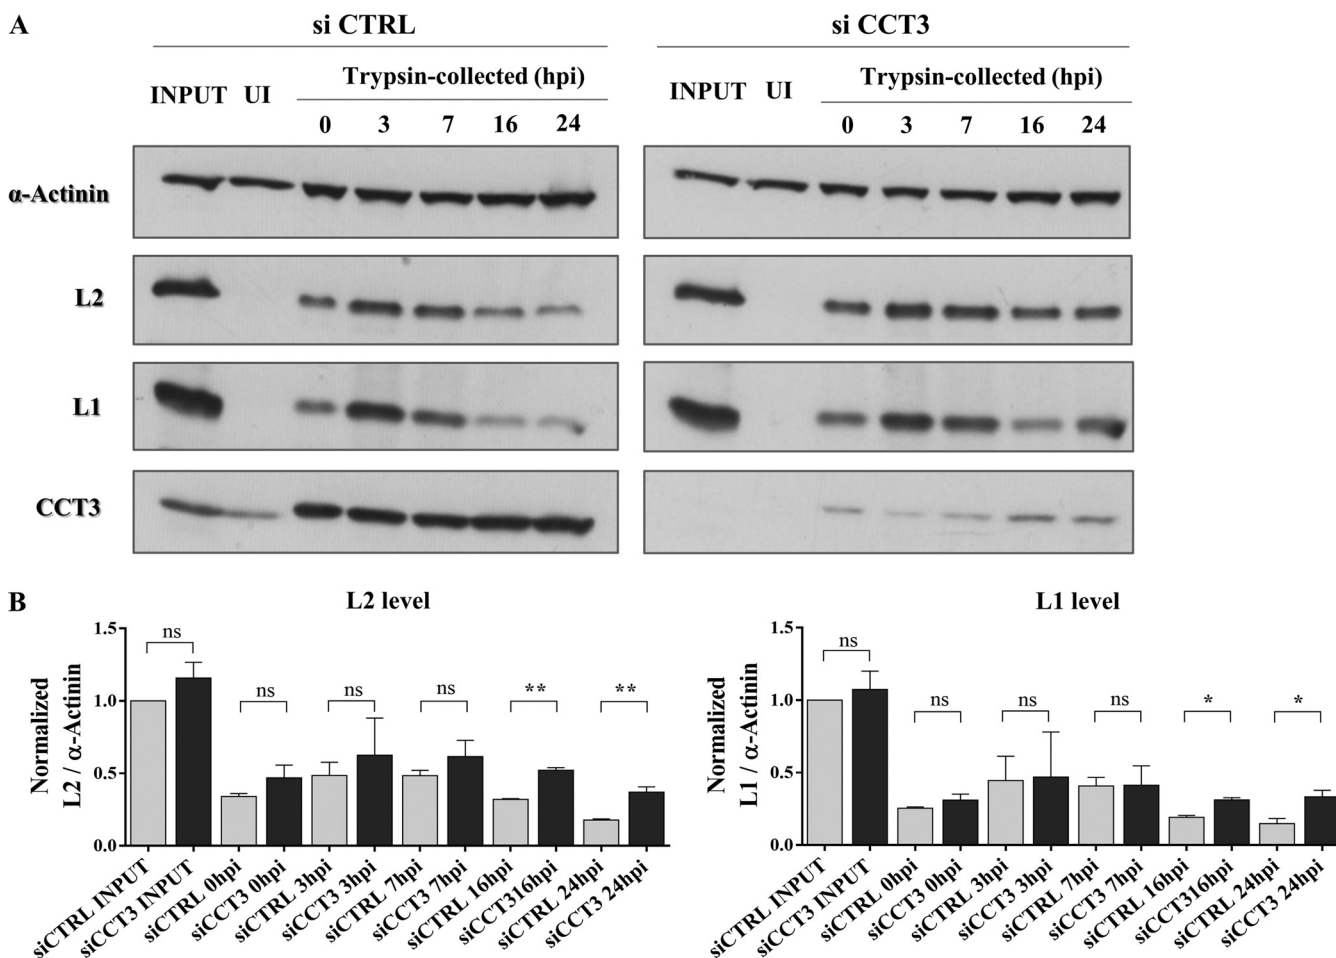 A
si CTRL
si CCT3
INPUT UI Trypsin-collected (hpi)
0 3 7 16 24
INPUT UI Trypsin-collected (hpi)
0 3 7 16 24
α-Actinin
L2
L1
CCT3
B
L2 level
Normalized
L2 / α-Actinin
1.5
1.0
0.5
0.0
ns
ns
ns
ns
**
**
siCTRL INPUT
siCCT3 INPUT
siCTRL 0hpi
siCCT3 0hpi
siCTRL 3hpi
siCCT3 3hpi
siCTRL 7hpi
siCCT3 7hpi
siCTRL 16hpi
siCCT316hpi
siCTRL 24hpi
siCCT3 24hpi
L1 level
Normalized
L1 / α-Actinin
1.5
1.0
0.5
0.0
ns
ns
ns
ns
*
*
siCTRL INPUT
siCCT3 INPUT
siCTRL 0hpi
siCCT3 0hpi
siCTRL 3hpi
siCCT3 3hpi
siCTRL 7hpi
siCCT3 7hpi
siCTRL 16hpi
siCCT316hpi
siCTRL 24hpi
siCCT3 24hpi